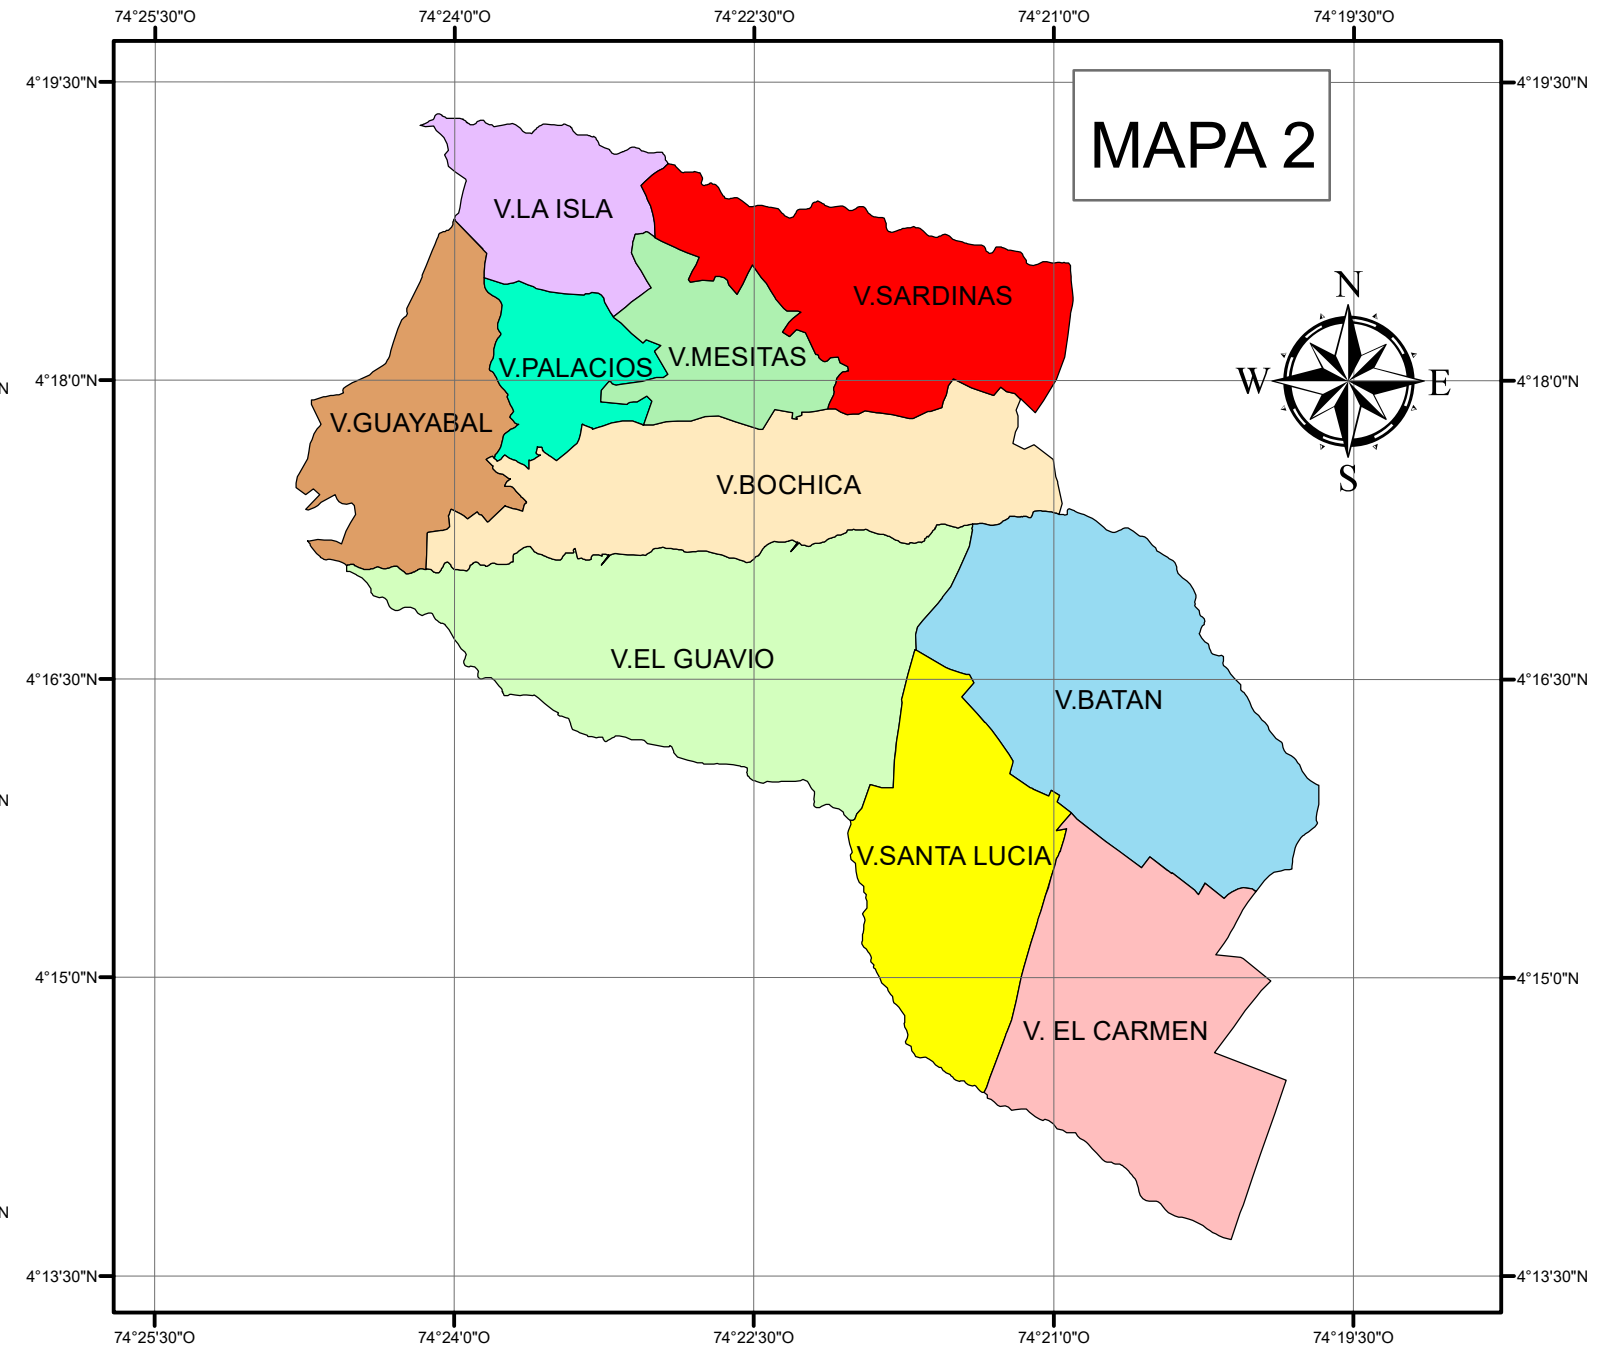 74°25'30"O 74°24'0"O 74°22'30"O 74°21'0"O 74°19'30"O
4°19'30"N 4°19'30"N
MAPA 2
V.LA ISLA
N
V.SARDINAS
V.MESITAS
V.PALACIOS
4°18'0"N W E 4°18'0"N
N
V.GUAYABAL
S
V.BOCHICA
V.EL GUAVIO
4°16'30"N 4°16'30"N
V.BATAN
N
V.SANTA LUCIA
4°15'0"N 4°15'0"N
V. EL CARMEN
N
4°13'30"N 4°13'30"N
74°25'30"O 74°24'0"O 74°22'30"O 74°21'0"O 74°19'30"O